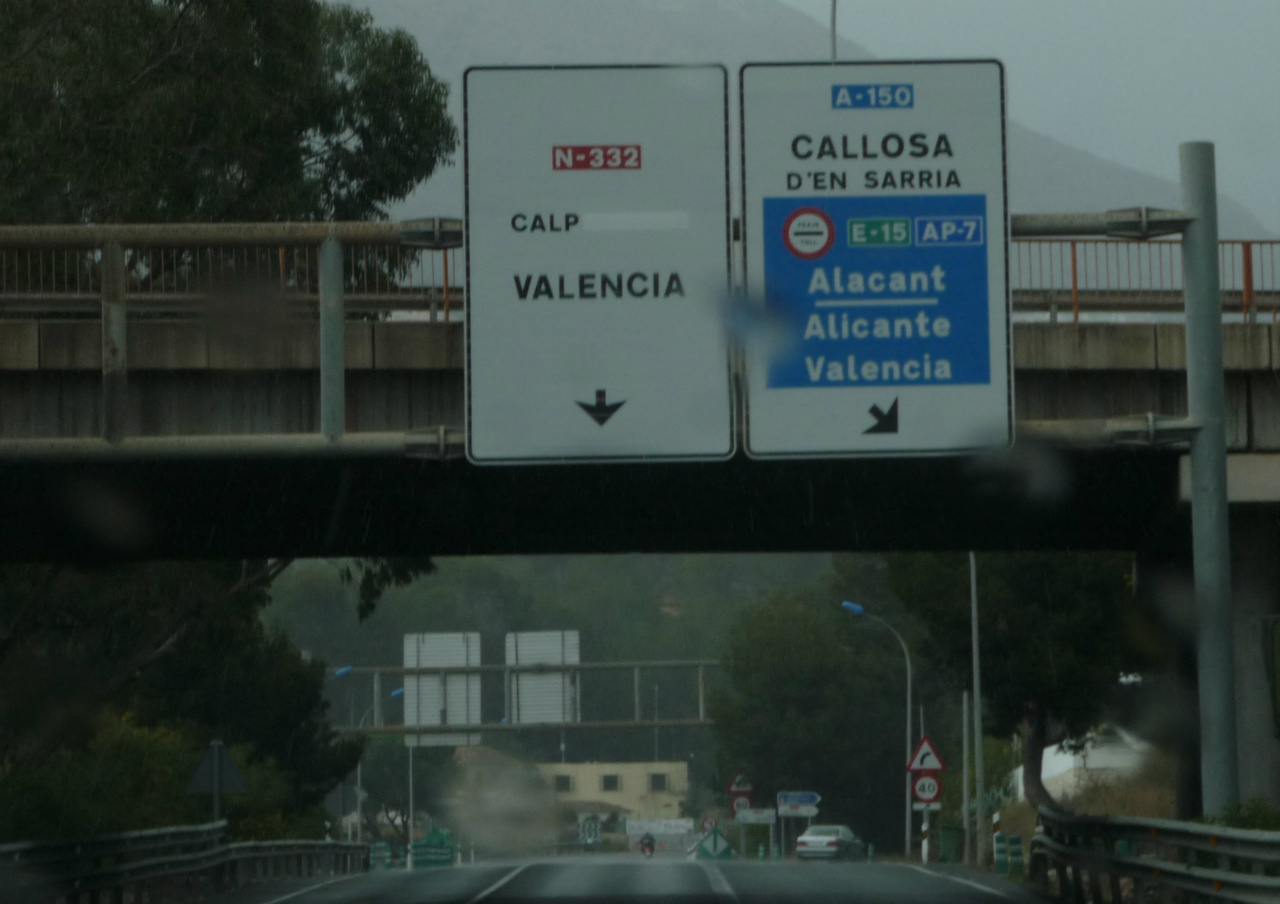 N-332
CALP
VALENCIA
A-150
CALLOSA
D'EN SARRIA
E-15 AP-7
Alacant
Alicante
Valencia
40